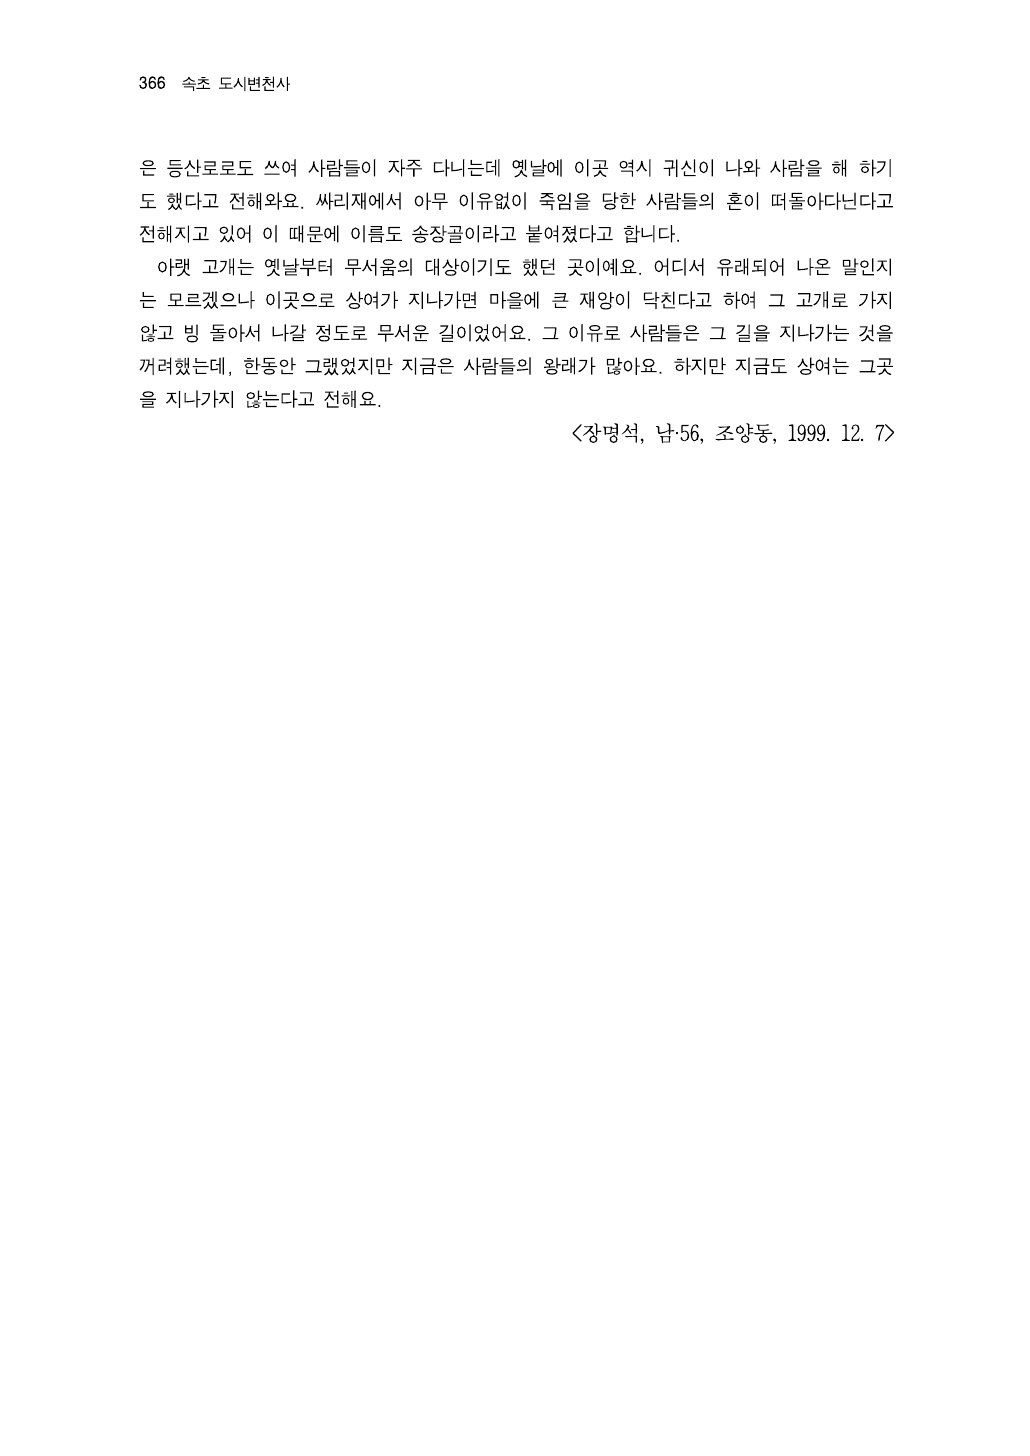 366 속초 도시변천사
은 등산로로도 쓰여 사람들이 자주 다니는데 옛날에 이곳 역시 귀신이 나와 사람을 해 하기
도 했다고 전해와요. 싸리재에서 아무 이유없이 죽임을 당한 사람들의 혼이 떠돌아다닌다고
전해지고 있어 이 때문에 이름도 송장골이라고 붙여졌다고 합니다.
아랫 고개는 옛날부터 무서움의 대상이기도 했던 곳이예요. 어디서 유래되어 나온 말인지
는 모르겠으나 이곳으로 상여가 지나가면 마을에 큰 재앙이 닥친다고 하여 그 고개로 가지
않고 빙 돌아서 나갈 정도로 무서운 길이었어요. 그 이유로 사람들은 그 길을 지나가는 것을
꺼려했는데, 한동안 그랬었지만 지금은 사람들의 왕래가 많아요. 하지만 지금도 상여는 그곳
을 지나가지 않는다고 전해요.
<장명석, 남·56, 조양동, 1999. 12. 7>